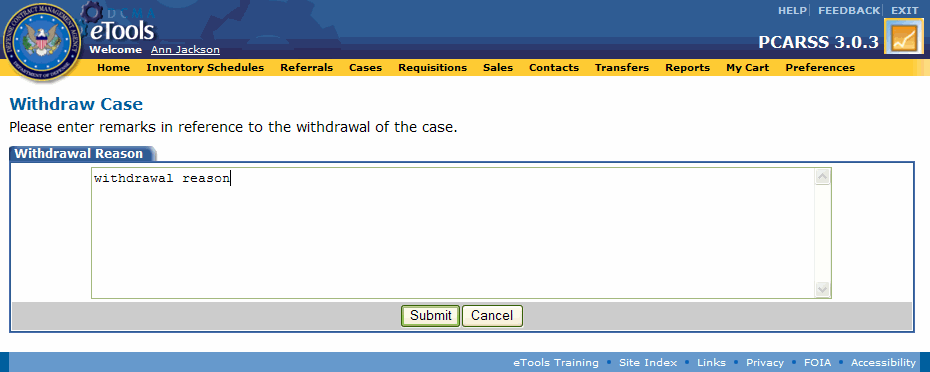 HELP | FEEDBACK | EXIT
DCMA
eTools
Welcome Ann Jackson
PCARSS 3.0.3
DEFENSE CONTRACT MANAGEMENT AGENCY
DEPARTMENT OF DEFENSE
Home Inventory Schedules Referrals Cases Requisitions Sales Contacts Transfers Reports My Cart Preferences
Withdraw Case
Please enter remarks in reference to the withdrawal of the case.
Withdrawal Reason
withdrawal reason
Submit Cancel
eTools Training • Site Index • Links • Privacy • FOIA • Accessibility